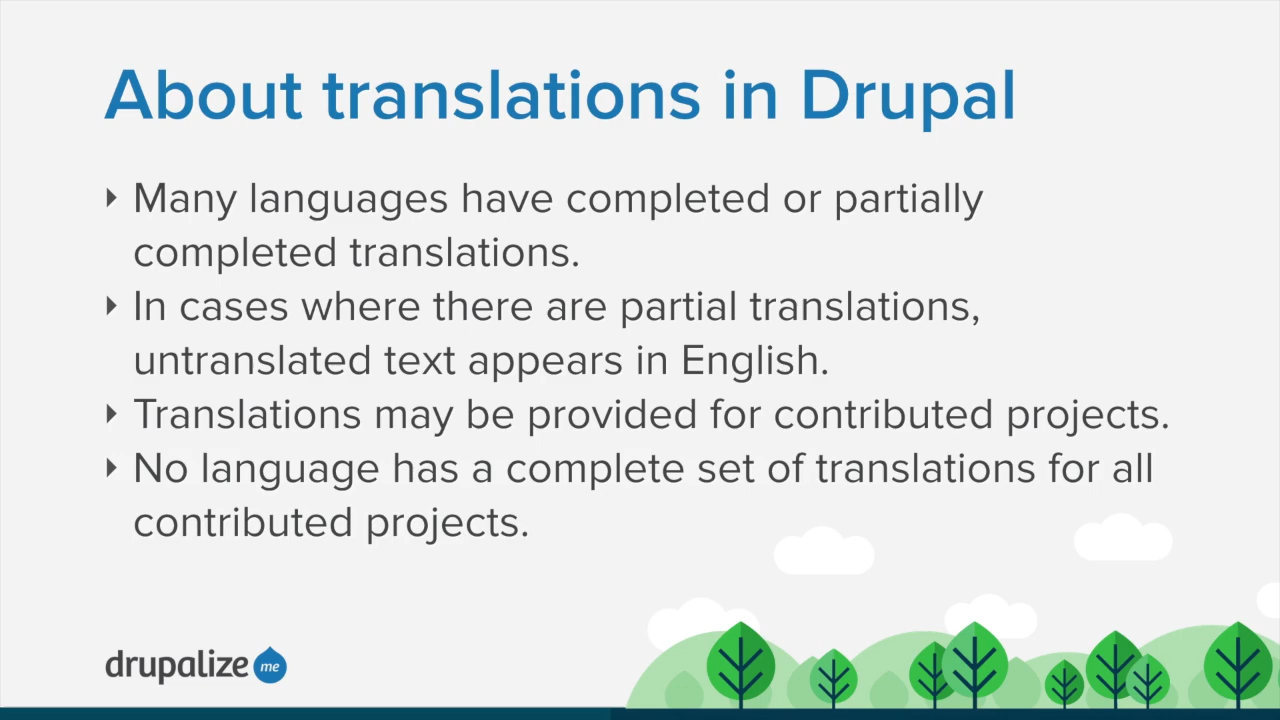 About translations in Drupal
Many languages have completed or partially
completed translations.
In cases where there are partial translations,
untranslated text appears in English.
Translations may be provided for contributed projects.
No language has a complete set of translations for all
contributed projects.
drupalize me